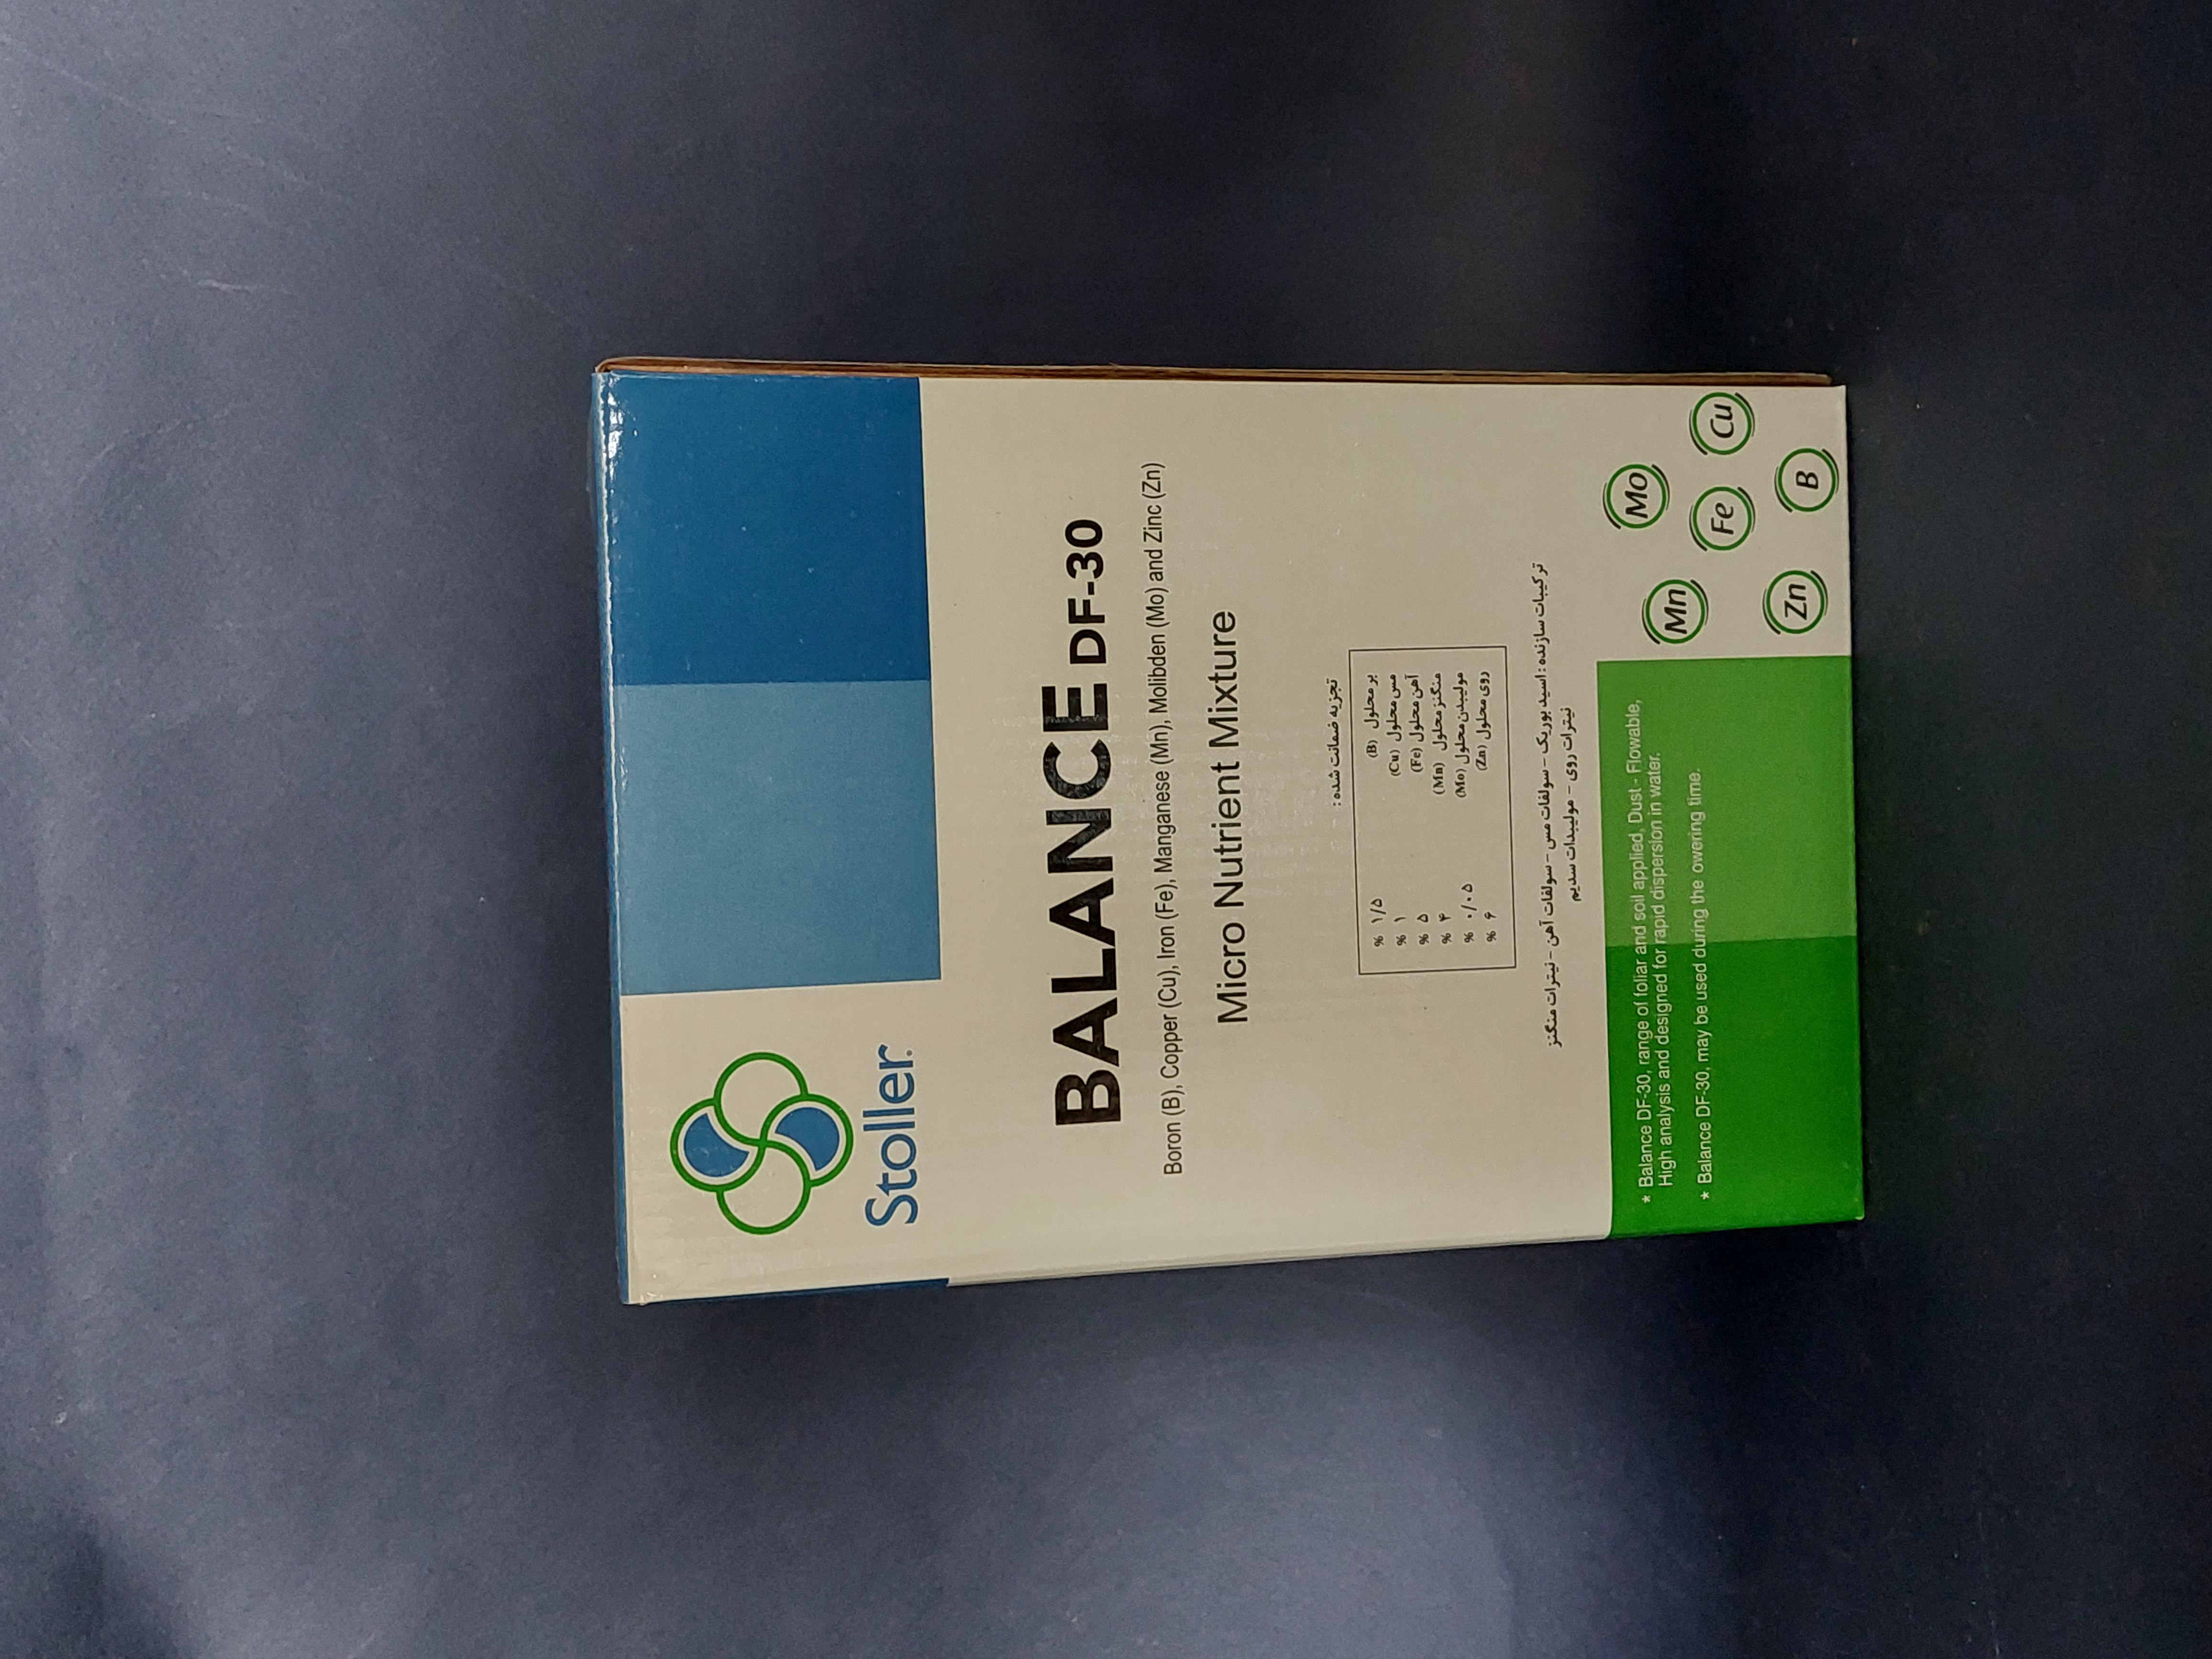 Stoller
BALANCE DF-30
Boron (B), Copper (Cu), Iron (Fe), Manganese (Mn), Molibden (Mo) and Zinc (Zn)
Micro Nutrient Mixture
تجزیه ضمانت شده :
بر محلول (B) ۱/۵ %
مس محلول (Cu) ۱ %
آهن محلول (Fe) ۵ %
منگنز محلول (Mn) ۴ %
مولیبدن محلول (Mo) ۰/۰۵ %
روی محلول (Zn) ۶ %
ترکیبات سازنده : اسید بوریک - سولفات مس - سولفات آهن - نیترات منگنز
نیترات روی - مولیبدات سدیم
* Balance DF-30, range of foliar and soil applied, Dust - Flowable,
High analysis and designed for rapid dispersion in water.
* Balance DF-30, may be used during the owering time.
Mo
Mn
Fe
Cu
Zn
B